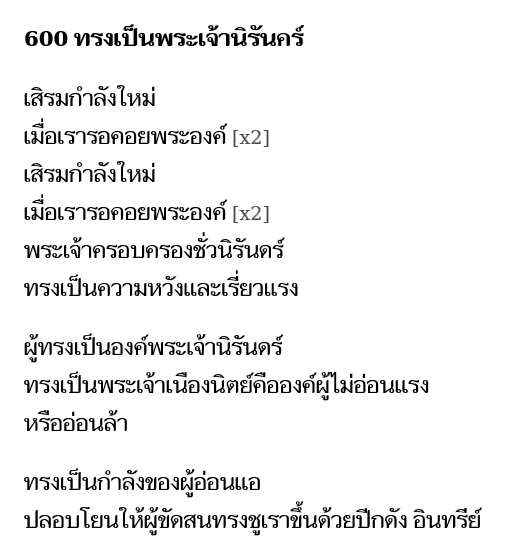 600 ทรงเป็นพระเจ้านิรันคร์
เสิรมกำลังใหม่
เมื่อเรารอคอยพระองค์ [x2]
เสิรมกำลังใหม่
เมื่อเรารอคอยพระองค์ [x2]
พระเจ้าครอบครองชั่วนิรันดร์
ทรงเป็นความหวังและเรี่ยวแรง
ผู้ทรงเป็นองค์พระเจ้านิรันดร์
ทรงเป็นพระเจ้าเนืองนิตย์คือองค์ผู้ไม่อ่อนแรง
หรืออ่อนล้า
ทรงเป็นกำลังของผู้อ่อนแอ
ปลอบโยนให้ผู้ขัดสนทรงชูเราขึ้นด้วยปีกดัง อินทรีย์